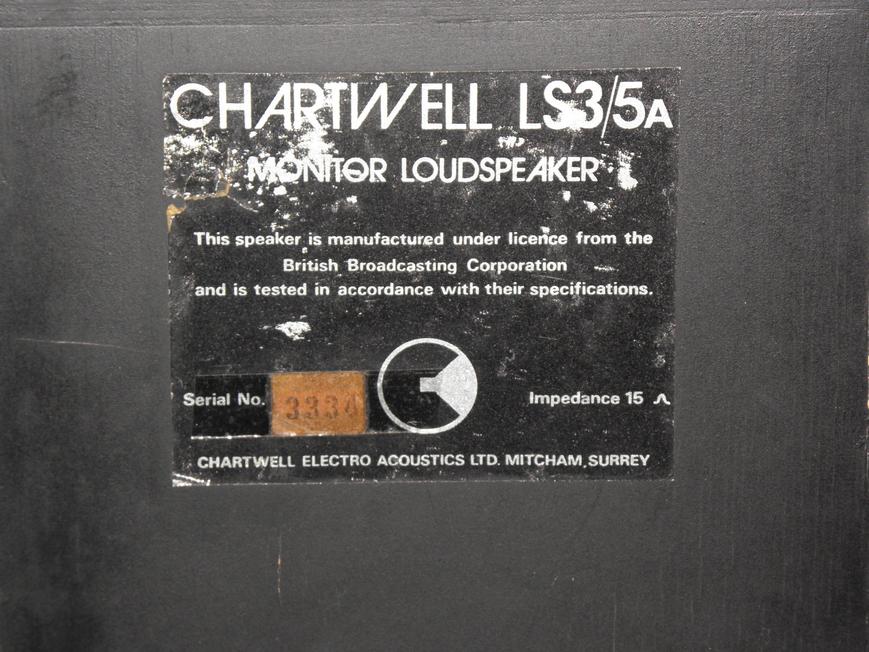 CHARTWELL LS3/5A
MONITOR LOUDSPEAKER
This speaker is manufactured under licence from the
British Broadcasting Corporation
and is tested in accordance with their specifications.
Serial No.
Impedance 15
CHARTWELL ELECTRO ACOUSTICS LTD. MITCHAM, SURREY